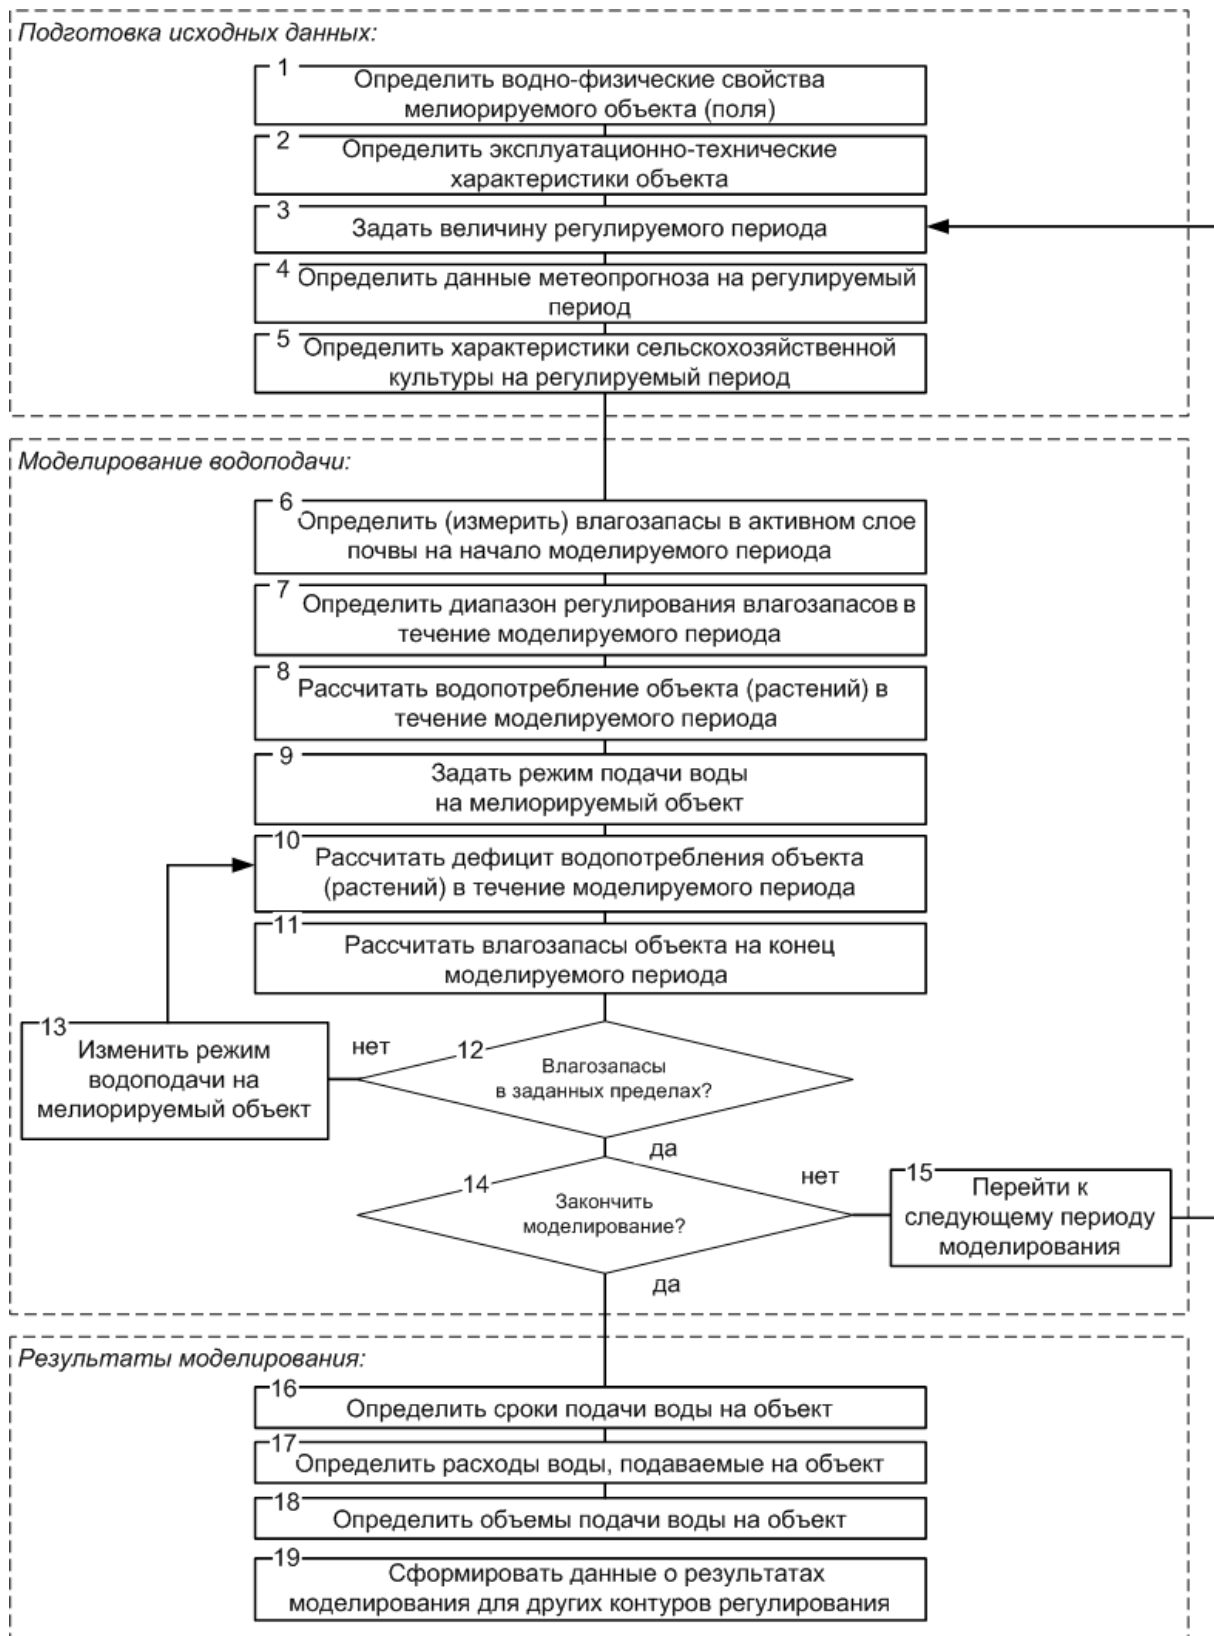 Подготовка исходных данных:
1
Определить водно-физические свойства
мелиорируемого объекта (поля)
2
Определить эксплуатационно-технические
характеристики объекта
3
Задать величину регулируемого периода
4
Определить данные метеопрогноза на регулируемый
период
5
Определить характеристики сельскохозяйственной
культуры на регулируемый период
Моделирование водоподачи:
6
Определить (измерить) влагозапасы в активном слое
почвы на начало моделируемого периода
7
Определить диапазон регулирования влагозапасов в
течение моделируемого периода
8
Рассчитать водопотребление объекта (растений) в
течение моделируемого периода
9
Задать режим подачи воды
на мелиорируемый объект
10
Рассчитать дефицит водопотребления объекта
(растений) в течение моделируемого периода
11
Рассчитать влагозапасы объекта на конец
моделируемого периода
13
Изменить режим
водоподачи на
мелиорируемый объект
нет
12
Влагозапасы
в заданных пределах?
да
14
Закончить
моделирование?
нет
15
Перейти к
следующему периоду
моделирования
да
Результаты моделирования:
16
Определить сроки подачи воды на объект
17
Определить расходы воды, подаваемые на объект
18
Определить объемы подачи воды на объект
19
Сформировать данные о результатах
моделирования для других контуров регулирования